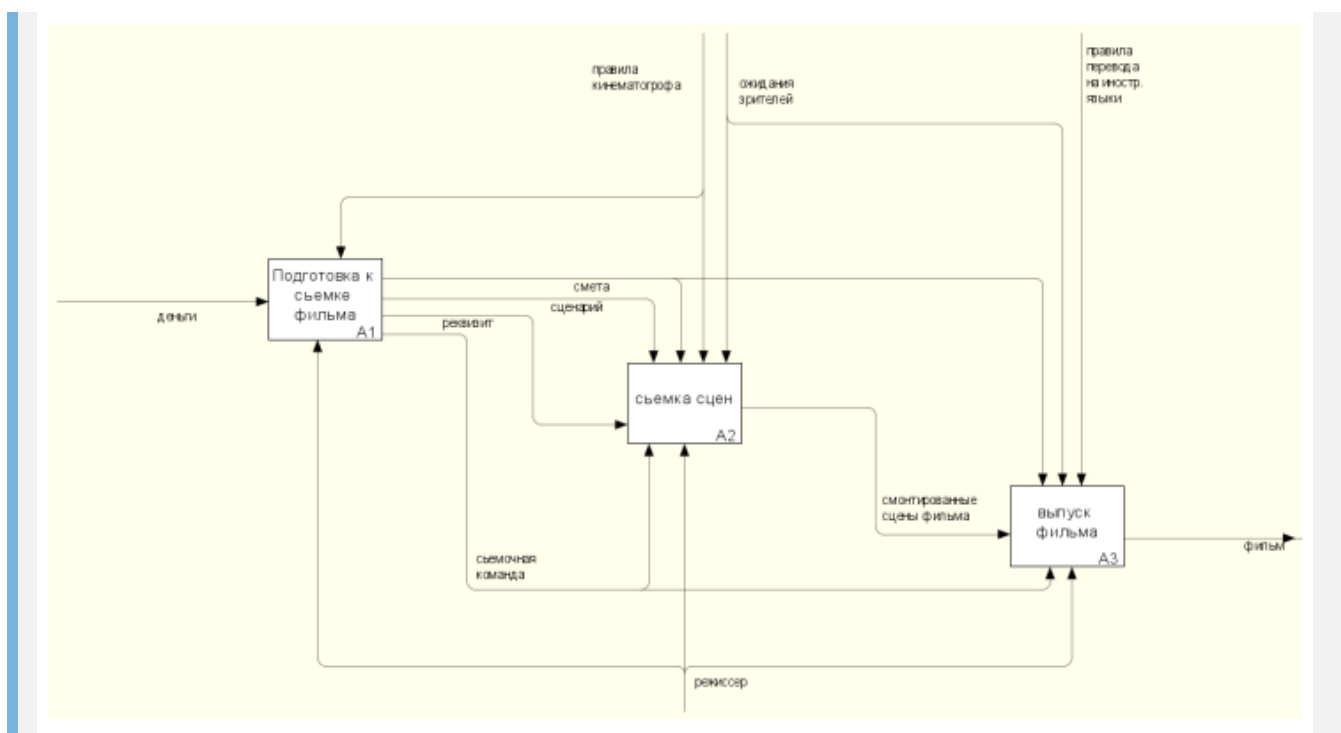 правила
кинематогрофа
ожидания
зрителей
правила
перевода
на иностр.
языки
Подготовка к
сьемке
фильма
A1
деньги
смета
сценарий
реквизит
сьемка сцен
A2
смонтированные
сцены фильма
выпуск
фильма
A3
фильм
сьемочная
команда
режиссер